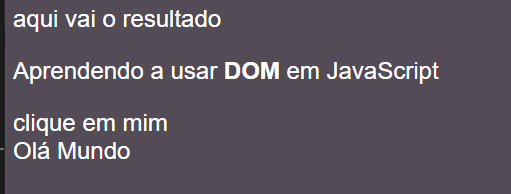 aqui vai o resultado
Aprendendo a usar DOM em JavaScript
clique em mim
Olá Mundo